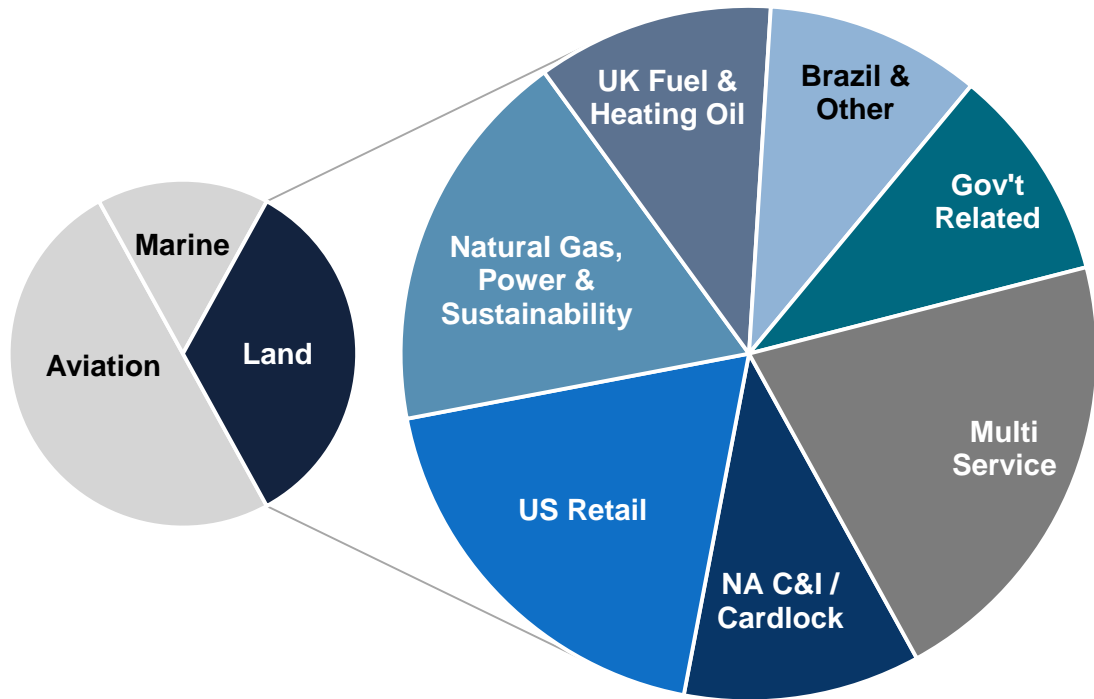 Marine
Aviation
Land
UK Fuel &
Heating Oil
Brazil &
Other
Gov't
Related
Natural Gas,
Power &
Sustainability
Multi
Service
US Retail
NA C&I /
Cardlock